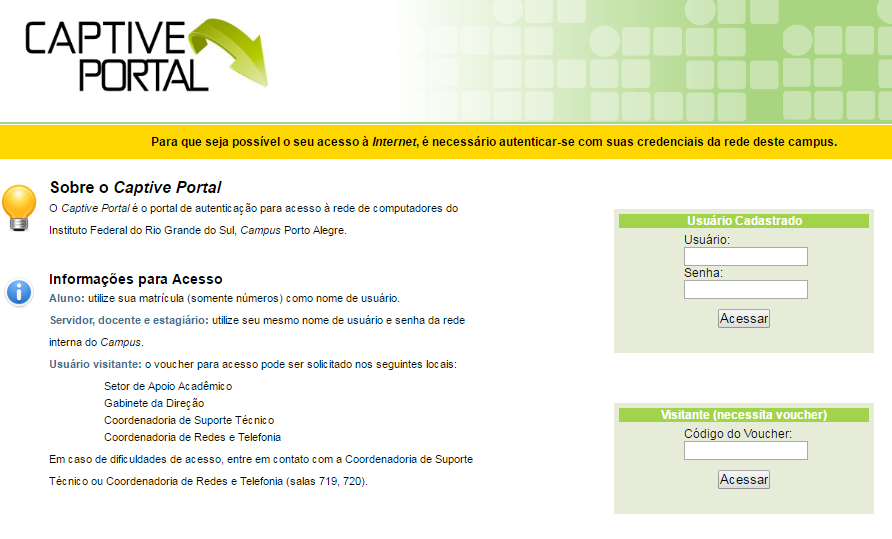 CAPTIVE
PORTAL
Para que seja possível o seu acesso à Internet, é necessário autenticar-se com suas credenciais da rede deste campus.
Sobre o Captive Portal
O Captive Portal é o portal de autenticação para acesso à rede de computadores do
Instituto Federal do Rio Grande do Sul, Campus Porto Alegre.
Informações para Acesso
Aluno: utilize sua matrícula (somente números) como nome de usuário.
Servidor, docente e estagiário: utilize seu mesmo nome de usuário e senha da rede
interna do Campus.
Usuário visitante: o voucher para acesso pode ser solicitado nos seguintes locais:
Setor de Apoio Acadêmico
Gabinete da Direção
Coordenadoria de Suporte Técnico
Coordenadoria de Redes e Telefonia
Em caso de dificuldades de acesso, entre em contato com a Coordenadoria de Suporte
Técnico ou Coordenadoria de Redes e Telefonia (salas 719, 720).
Usuário Cadastrado
Usuário:
Senha:
Acessar
Visitante (necessita voucher)
Código do Voucher:
Acessar